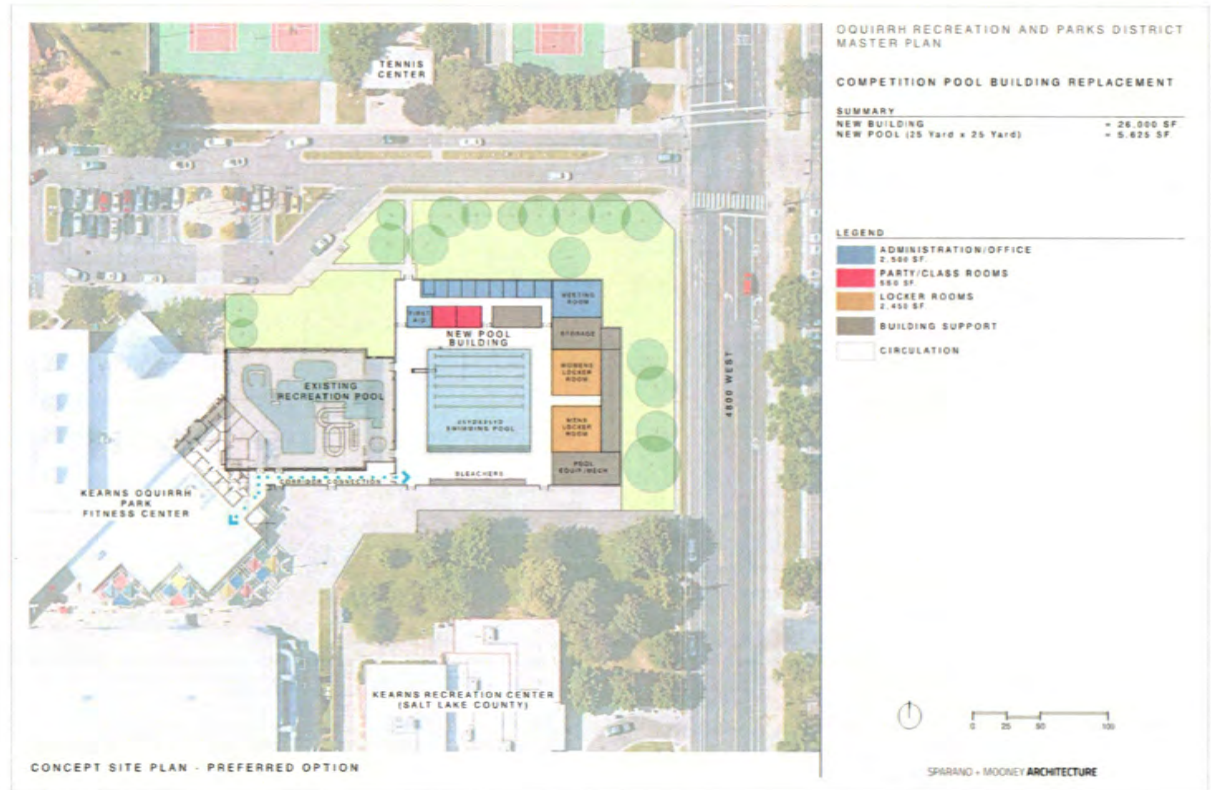 OQUIRRH RECREATION AND PARKS DISTRICT
MASTER PLAN
COMPETITION POOL BUILDING REPLACEMENT
SUMMARY
NEW BUILDING = 26,000 SF
NEW POOL (25 Yard x 25 Yard) = 5,625 SF
LEGEND
ADMINISTRATION/OFFICE
2,500 SF.
PARTY/CLASS ROOMS
LOCKER ROOMS
2,450 SF
BUILDING SUPPORT
CIRCULATION
TENNIS
CENTER
MEETING
ROOM
FIRST
AID
STORAGE
NEW POOL
BUILDING
WOMENS
LOCKER
ROOM
EXISTING
RECREATION POOL
MENS
LOCKER
ROOM
SWIMMING POOL
POOL
EQUIP./MECH
BLEACHERS
CORRIDOR CONNECTION
KEARNS OQUIRRH
PARK
FITNESS CENTER
4800 WEST
KEARNS RECREATION CENTER
(SALT LAKE COUNTY)
0 25 50 100
CONCEPT SITE PLAN - PREFERRED OPTION
SPARANO + MOONEY ARCHITECTURE